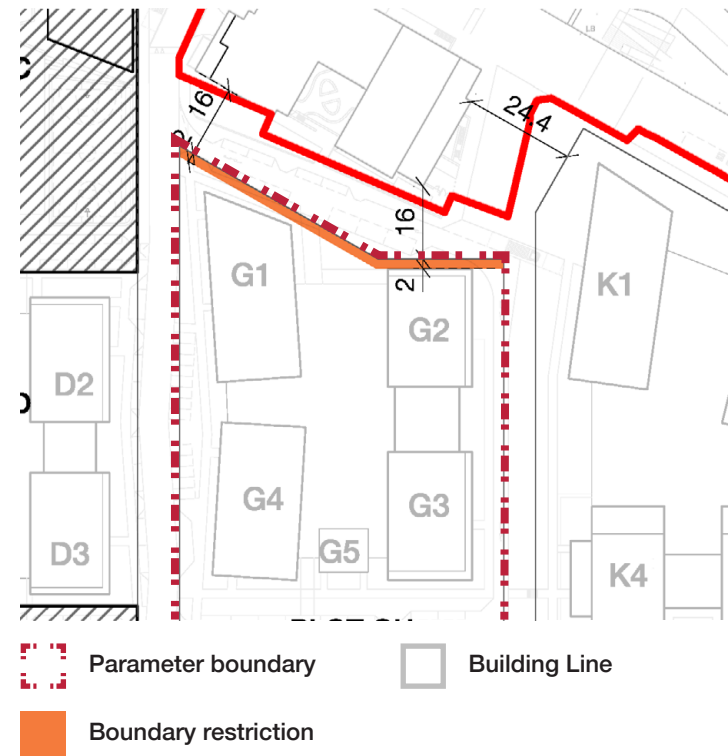 16
24.4
2
16
G1
K1
2
G2
D2
G4
G3
G5
D3
K4
Parameter boundary
Building Line
Boundary restriction